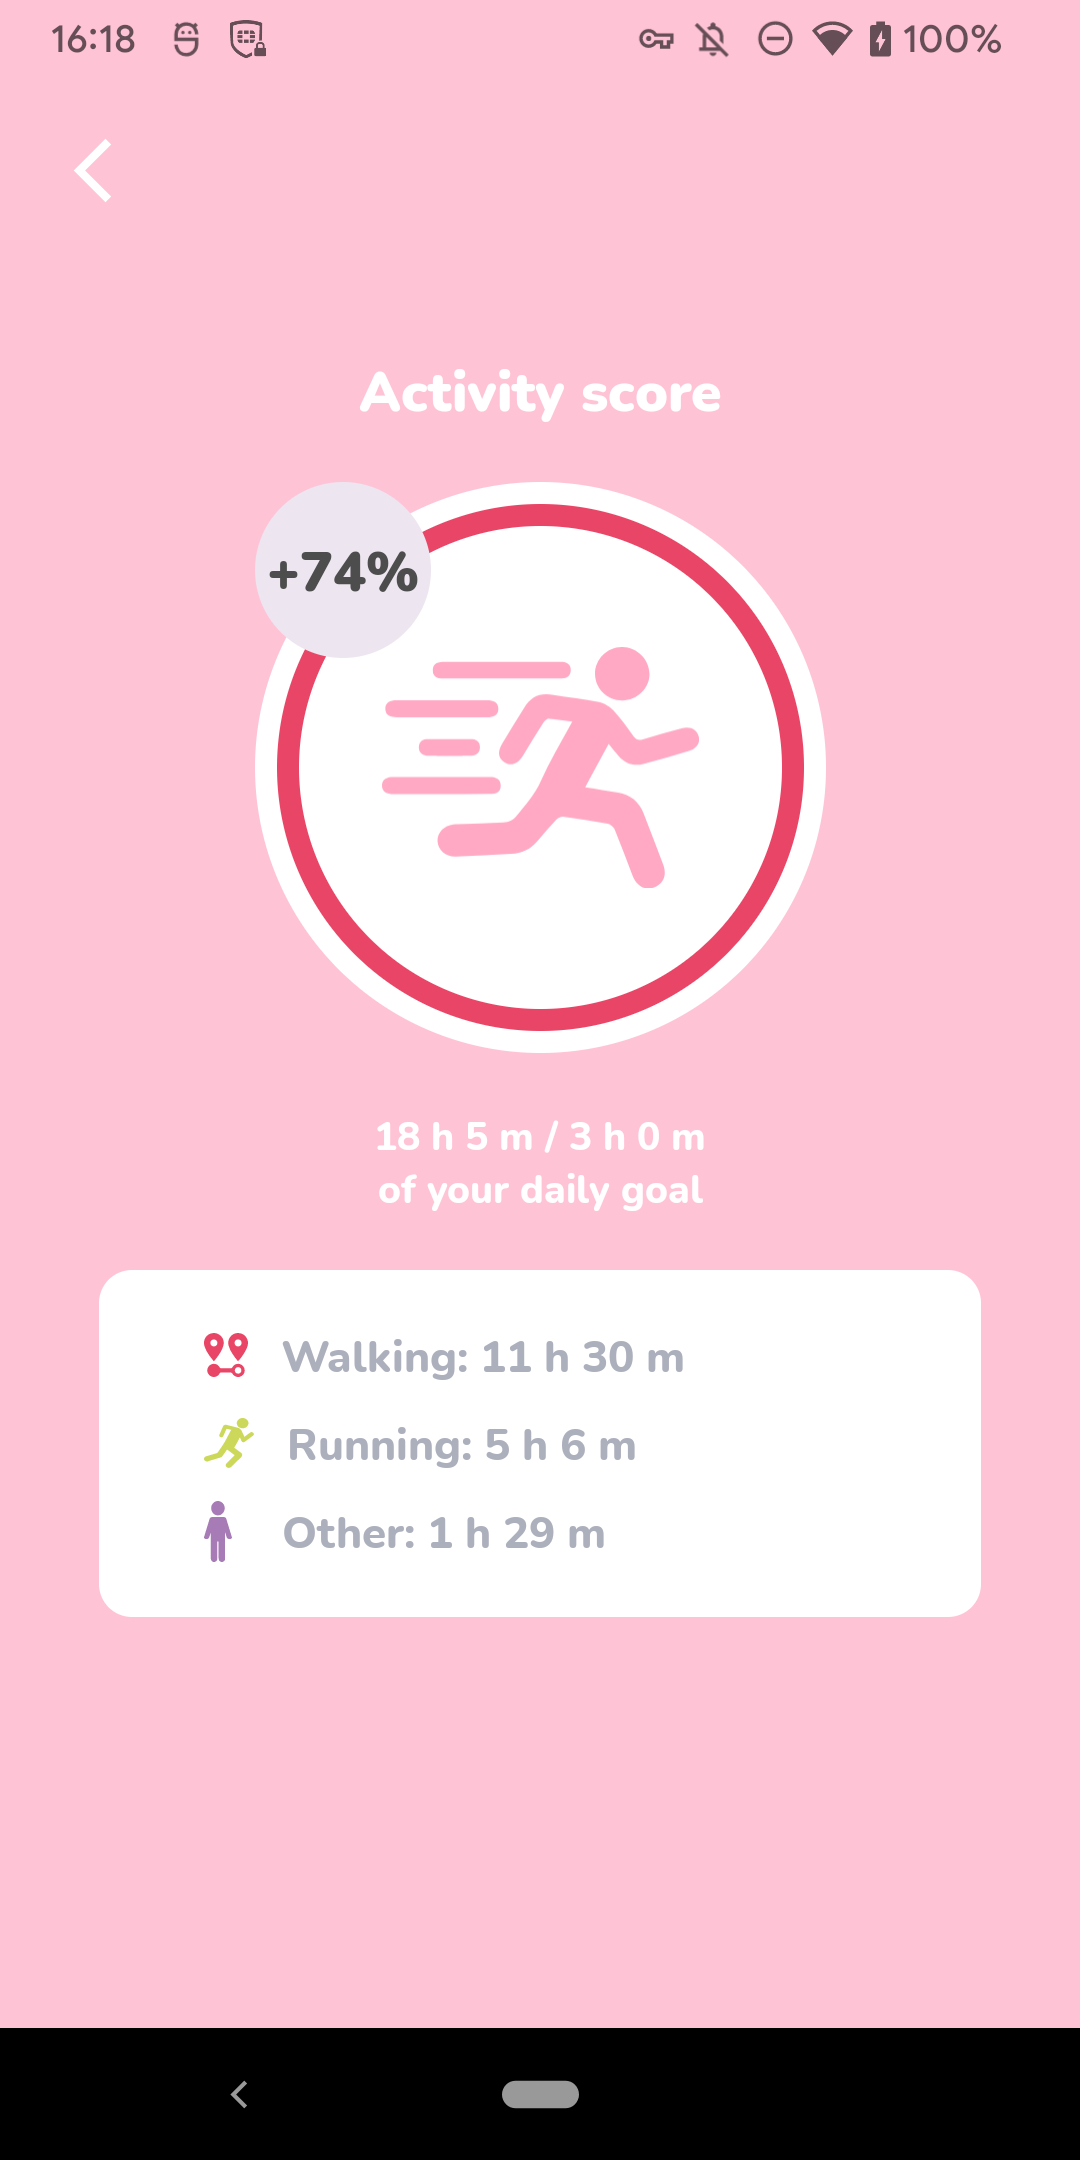 16:18 100%
Activity score
+74%
18 h 5 m / 3 h 0 m
of your daily goal
Walking: 11 h 30 m
Running: 5 h 6 m
Other: 1 h 29 m